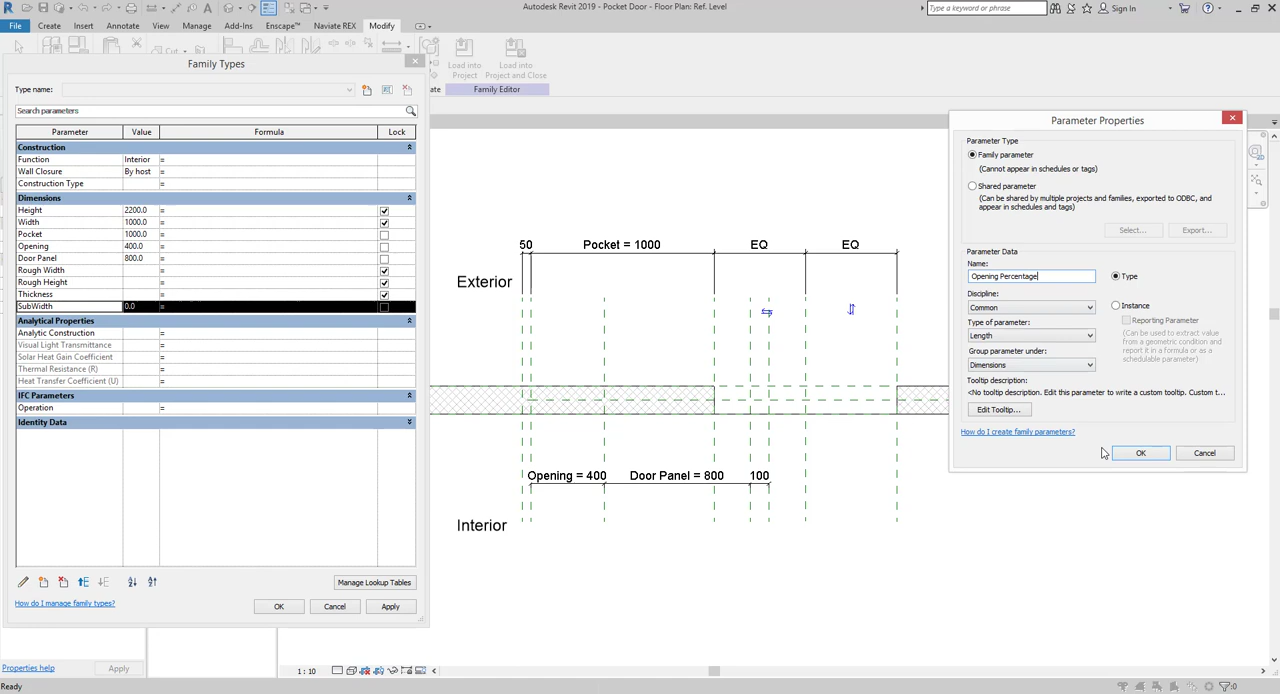 Autodesk Revit 2019 - Pocket Door - Floor Plan: Ref. Level
Type a keyword or phrase
Sign In
File Create Insert Annotate View Manage Add-Ins Enscape™ Naviate REX Modify
Cut
Load into Project
Load into Project and Close
Family Editor
Family Types
Type name:
Search parameters
Parameter Value Formula Lock
Construction
Function Interior =
Wall Closure By host =
Construction Type =
Dimensions
Height 2200.0 =
Width 1000.0 =
Pocket 1000.0 =
Opening 400.0 =
Door Panel 800.0 =
Rough Width =
Rough Height =
Thickness =
SubWidth 0.0 =
Analytical Properties
Analytic Construction =
Visual Light Transmittance =
Solar Heat Gain Coefficient =
Thermal Resistance (R) =
Heat Transfer Coefficient (U) =
IFC Parameters
Operation =
Identity Data
Manage Lookup Tables
How do I manage family types?
OK Cancel Apply
Properties help
Apply
Ready
50 Pocket = 1000 EQ EQ
Exterior
Opening = 400 Door Panel = 800 100
Interior
1 : 10
Parameter Properties
Parameter Type
Family parameter
(Cannot appear in schedules or tags)
Shared parameter
(Can be shared by multiple projects and families, exported to ODBC, and
appear in schedules and tags)
Select... Export...
Parameter Data
Name:
Opening Percentage
Type
Discipline:
Common
Instance
Reporting Parameter
(Can be used to extract value
from a geometric condition and
report it in a formula or as a
schedulable parameter)
Type of parameter:
Length
Group parameter under:
Dimensions
Tooltip description:
<No tooltip description. Edit this parameter to write a custom tooltip. Custom t...
Edit Tooltip...
How do I create family parameters?
OK Cancel
:0